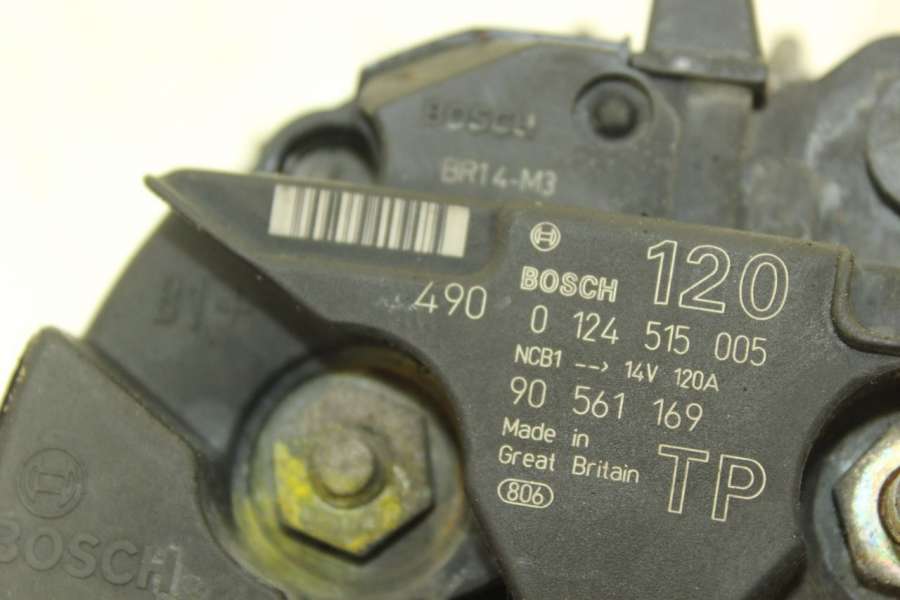 BOSCH
BR14-M3
490
BOSCH 120
0 124 515 005
NCB1 --> 14V 120A
90 561 169
Made in
Great Britain
TP
806
BOSCH